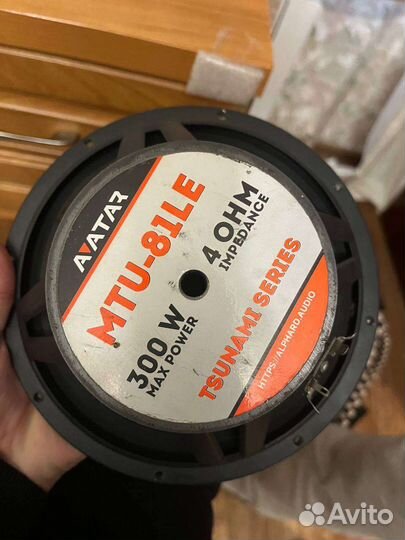 AVATAR
MTU-81LE
300 W
MAX POWER
4 OHM
IMPEDANCE
TSUNAMI SERIES
HTTPS://ALPHARD.AUDIO
Avito